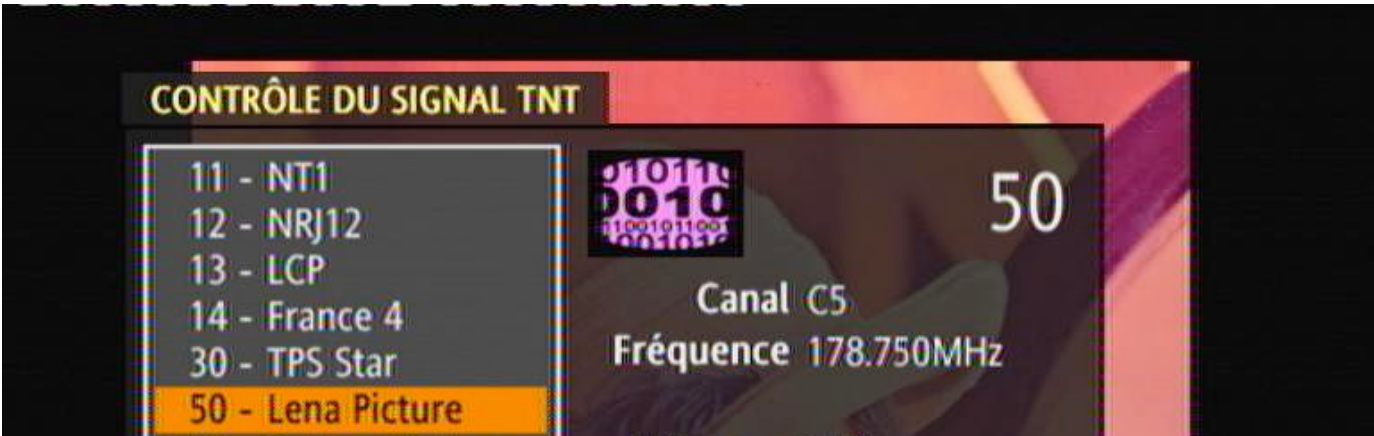 CONTRÔLE DU SIGNAL TNT
11 - NT1
12 - NRJ12
13 - LCP
14 - France 4
30 - TPS Star
50 - Lena Picture
0010
50
Canal C5
Fréquence 178.750MHz